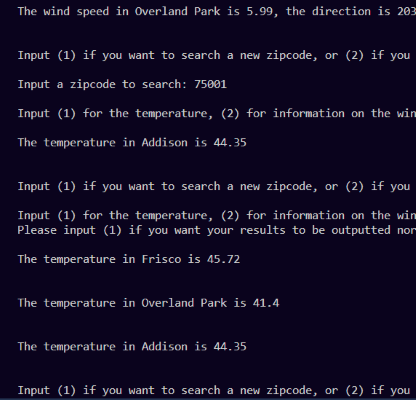 The wind speed in Overland Park is 5.99, the direction is 203
Input (1) if you want to search a new zipcode, or (2) if you
Input a zipcode to search: 75001
Input (1) for the temperature, (2) for information on the win
The temperature in Addison is 44.35
Input (1) if you want to search a new zipcode, or (2) if you
Input (1) for the temperature, (2) for information on the win
Please input (1) if you want your results to be outputted nor
The temperature in Frisco is 45.72
The temperature in Overland Park is 41.4
The temperature in Addison is 44.35
Input (1) if you want to search a new zipcode, or (2) if you